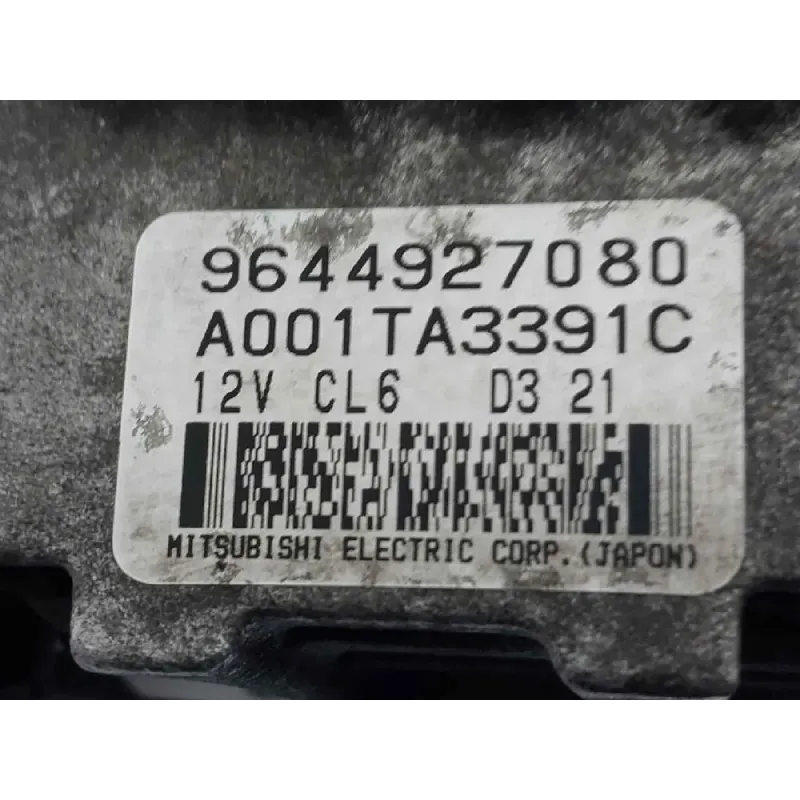 9644927080
A001TA3391C
12V CL6 D3 21
MITSUBISHI ELECTRIC CORP.(JAPON)